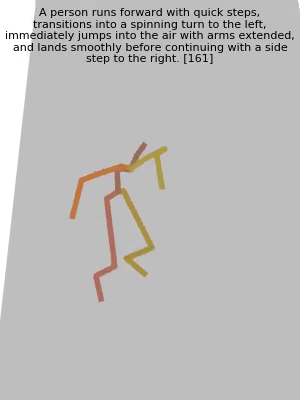 A person runs forward with quick steps,
transitions into a spinning turn to the left,
immediately jumps into the air with arms extended,
and lands smoothly before continuing with a side
step to the right. [161]